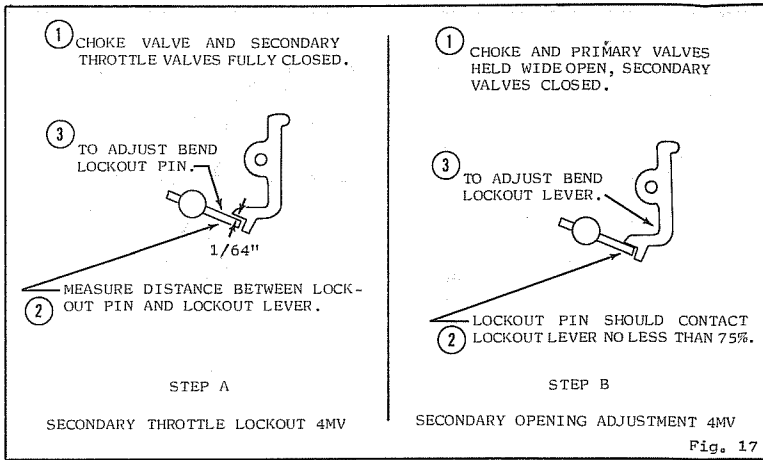 1 CHOKE VALVE AND SECONDARY
THROTTLE VALVES FULLY CLOSED.
3 TO ADJUST BEND
LOCKOUT PIN.
1/64"
2 MEASURE DISTANCE BETWEEN LOCK-
OUT PIN AND LOCKOUT LEVER.
STEP A
SECONDARY THROTTLE LOCKOUT 4MV
1 CHOKE AND PRIMARY VALVES
HELD WIDE OPEN, SECONDARY
VALVES CLOSED.
3 TO ADJUST BEND
LOCKOUT LEVER.
2 LOCKOUT PIN SHOULD CONTACT
LOCKOUT LEVER NO LESS THAN 75%.
STEP B
SECONDARY OPENING ADJUSTMENT 4MV
Fig. 17